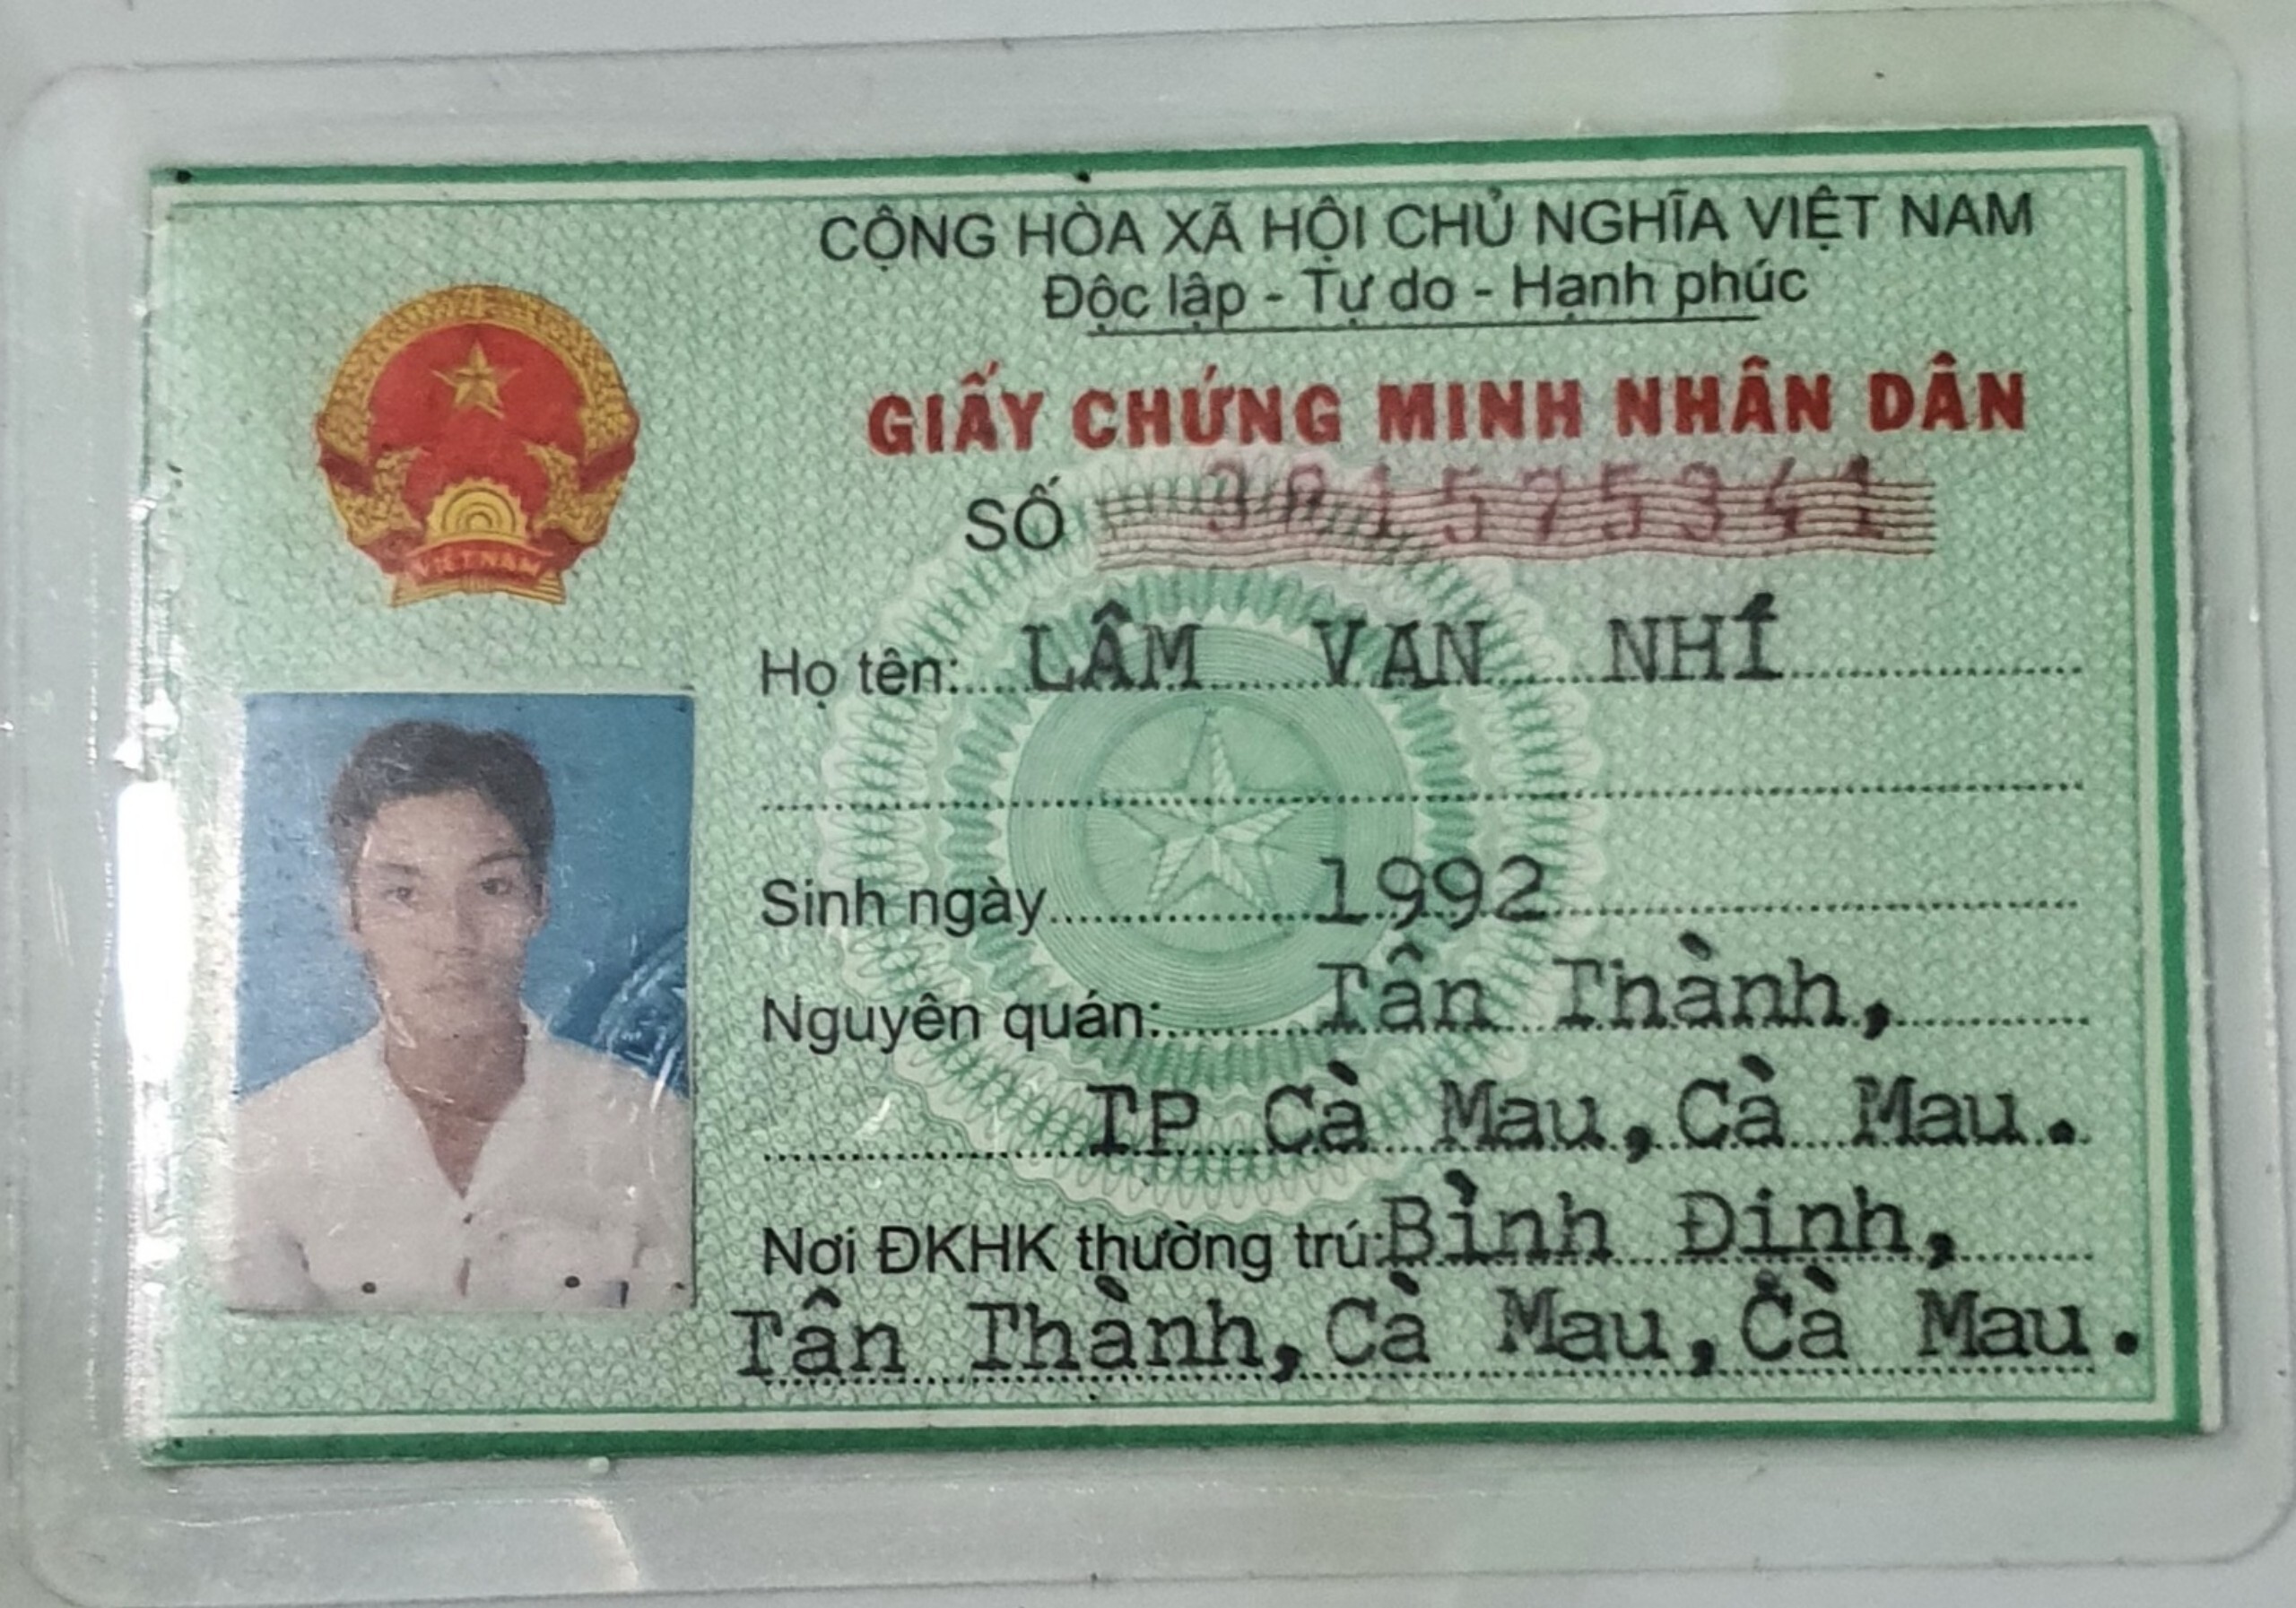 CỘNG HÒA XÃ HỘI CHỦ NGHĨA VIỆT NAM
Độc lập - Tự do - Hạnh phúc
VIETNAM
GIẤY CHỨNG MINH NHÂN DÂN
SỐ
Họ tên: LÂM VAN NHÍ
Sinh ngày 1992
Nguyên quán: Tân Thành,
TP Cà Mau, Cà Mau.
Nơi ĐKHK thường trú: Bình Đinh,
Tân Thành, Cà Mau, Cà Mau.